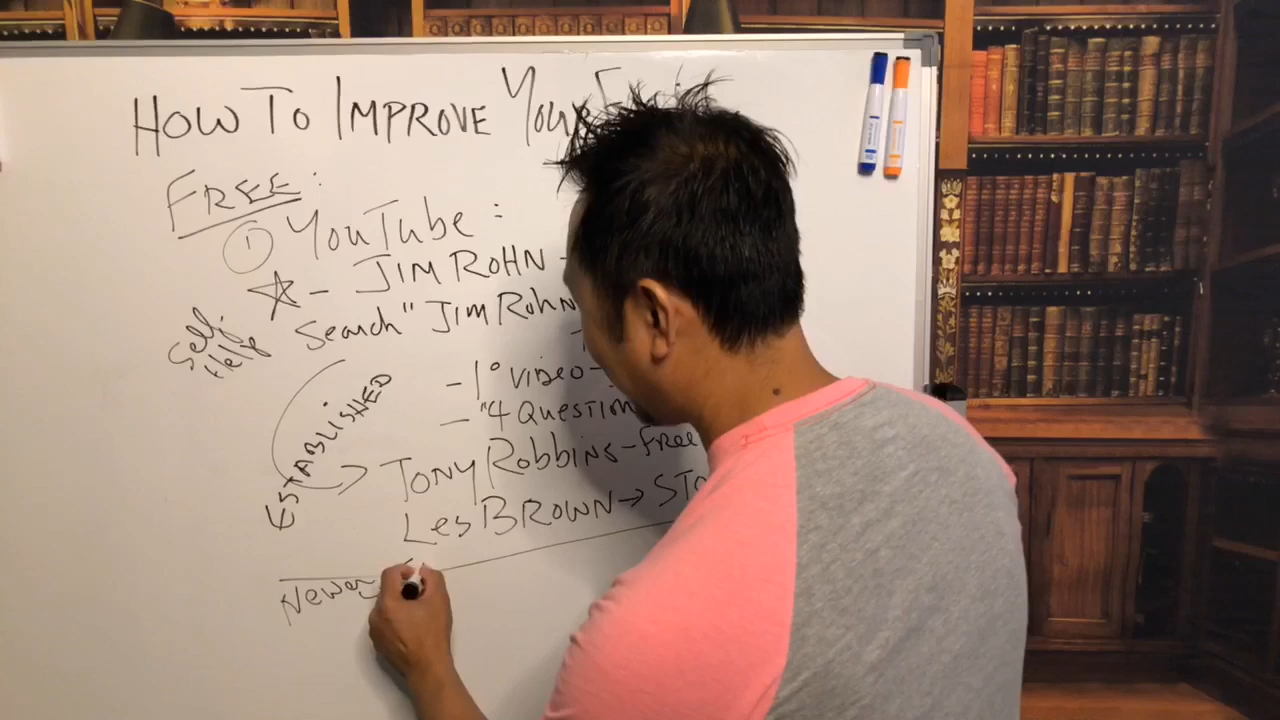 HOW TO IMPROVE YOUR
FREE:
① YouTube:
☆ - JIM ROHN -
Self-Help
Search "Jim Rohn
- 1° video -
- "4 QUESTION
ESTABLISHED
TONY Robbins - Free
Les BROWN → STO
Newer